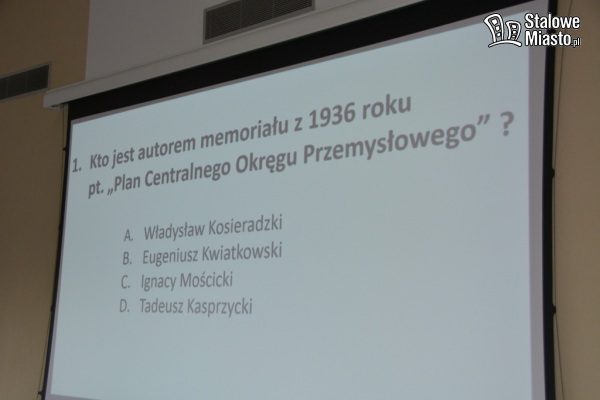 Stalowe
Miasto.pl
1. Kto jest autorem memoriału z 1936 roku
pt. „Plan Centralnego Okręgu Przemysłowego” ?
A. Władysław Kosieradzki
B. Eugeniusz Kwiatkowski
C. Ignacy Mościcki
D. Tadeusz Kasprzycki